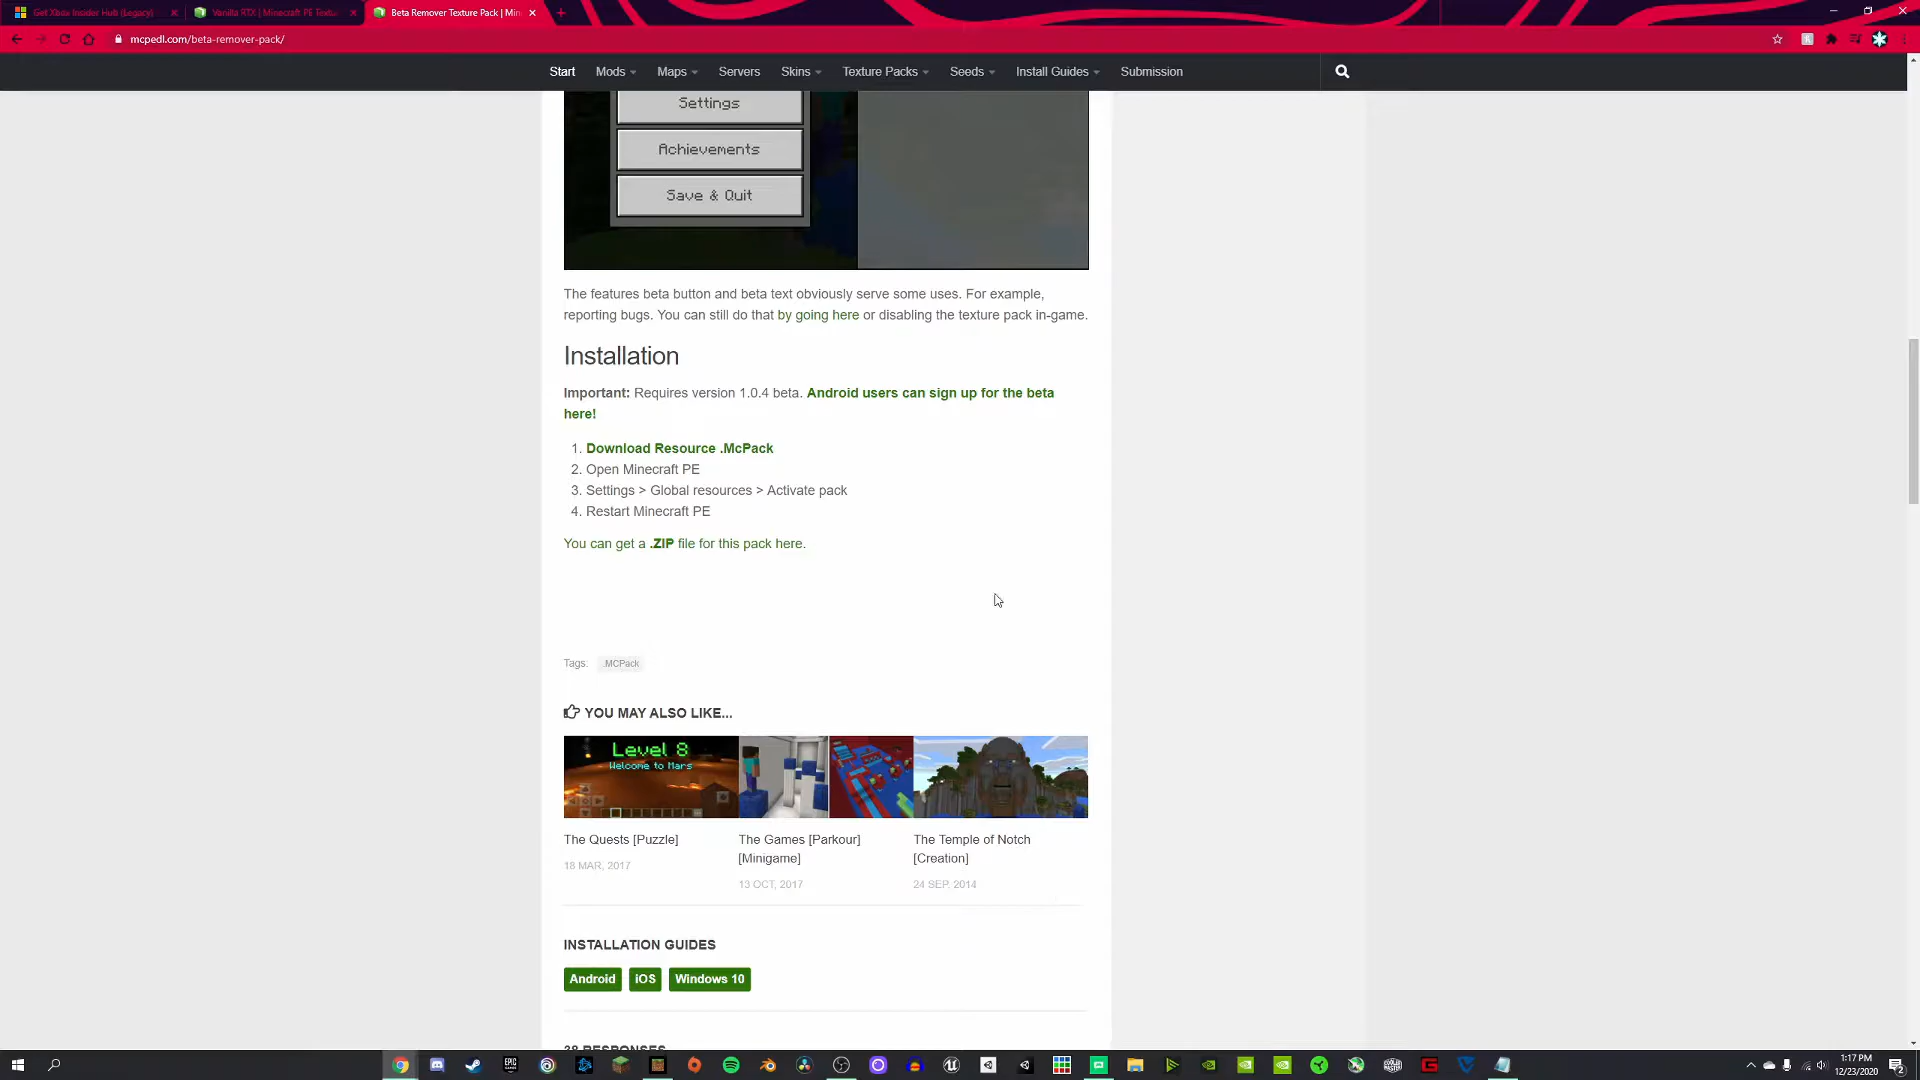 Get Xbox Insider Hub (Legacy)
Vanilla RTX | Minecraft PE Textu
Beta Remover Texture Pack | Min
mcpedl.com/beta-remover-pack/
Start Mods Maps Servers Skins Texture Packs Seeds Install Guides Submission
Settings
Achievements
Save & Quit
The features beta button and beta text obviously serve some uses. For example,
reporting bugs. You can still do that by going here or disabling the texture pack in-game.
Installation
Important: Requires version 1.0.4 beta. Android users can sign up for the beta
here!
1. Download Resource .McPack
2. Open Minecraft PE
3. Settings > Global resources > Activate pack
4. Restart Minecraft PE
You can get a .ZIP file for this pack here.
Tags: .MCPack
YOU MAY ALSO LIKE...
Level 8
Welcome to Mars
The Quests [Puzzle]
18 MAR, 2017
The Games [Parkour]
[Minigame]
13 OCT, 2017
The Temple of Notch
[Creation]
24 SEP, 2014
INSTALLATION GUIDES
Android iOS Windows 10
38 RESPONSES
EPIC GAMES
1:17 PM
12/23/2020
2